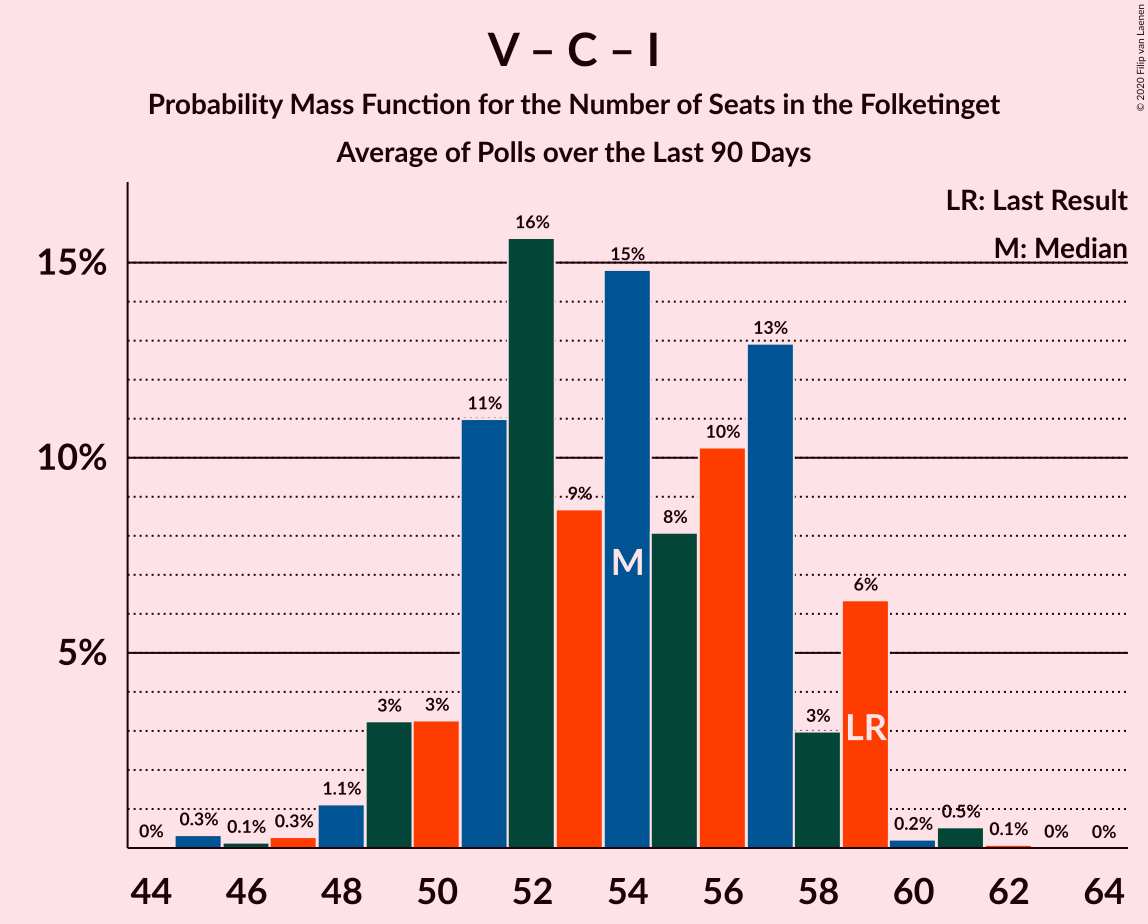 V – C – I
Probability Mass Function for the Number of Seats in the Folketinget
Average of Polls over the Last 90 Days
© 2020 Filip van Laenen
LR: Last Result
M: Median
15%
10%
5%
0%
0.3%
0.1%
0.3%
1.1%
3%
3%
11%
16%
9%
15%
8%
10%
13%
3%
6%
0.2%
0.5%
0.1%
0%
0%
M
LR
44 46 48 50 52 54 56 58 60 62 64